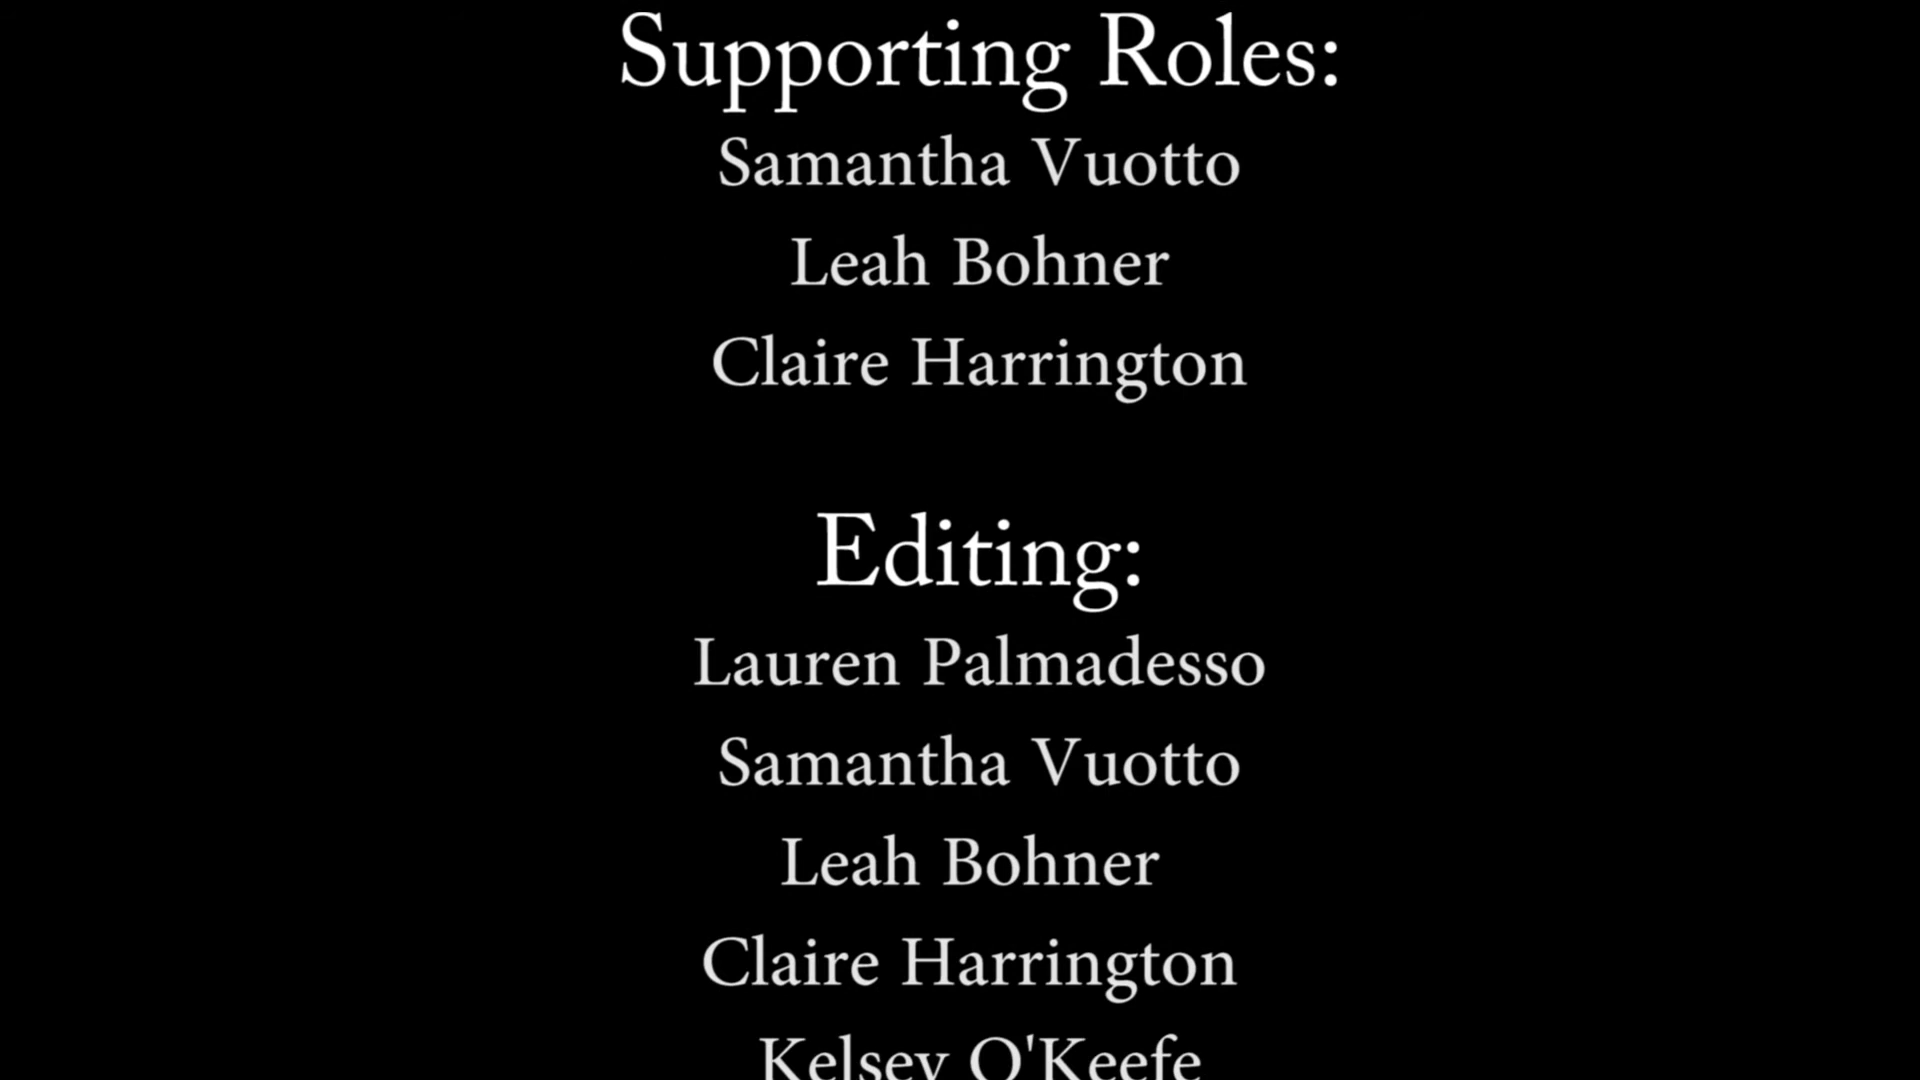 Supporting Roles:
Samantha Vuotto
Leah Bohner
Claire Harrington
Editing:
Lauren Palmadesso
Samantha Vuotto
Leah Bohner
Claire Harrington
Kelsey O'Keefe